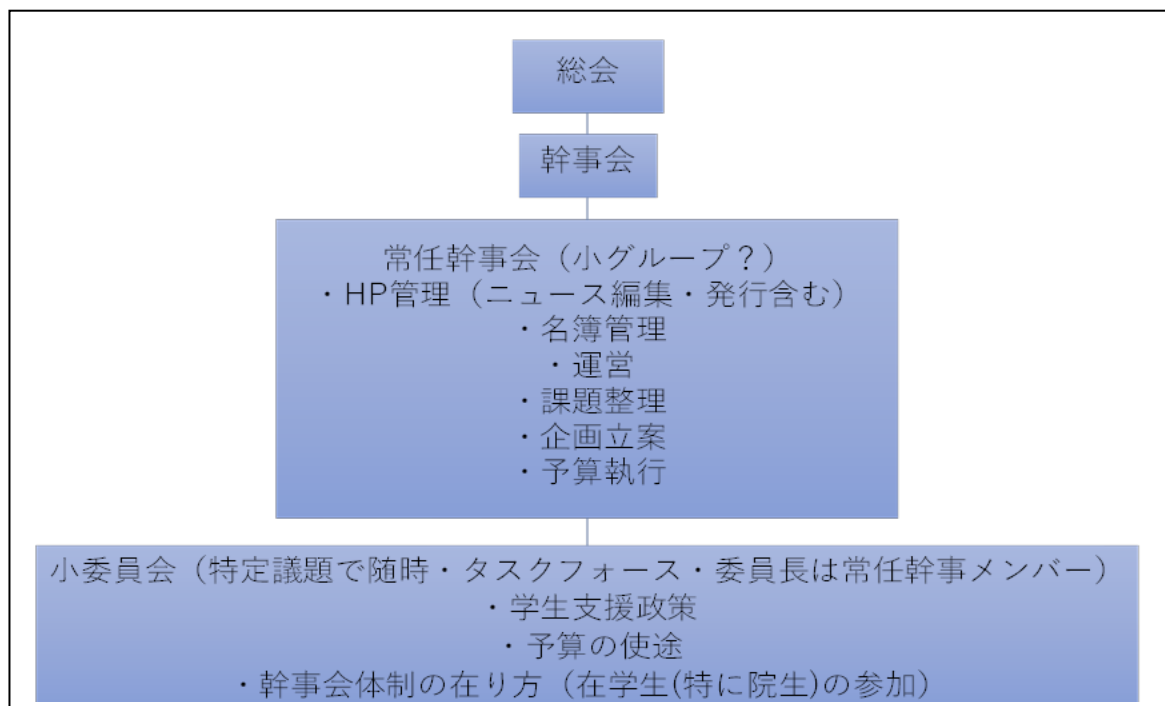 総会
幹事会
常任幹事会（小グループ？）
・HP管理（ニュース編集・発行含む）
・名簿管理
・運営
・課題整理
・企画立案
・予算執行
小委員会（特定議題で随時・タスクフォース・委員長は常任幹事メンバー）
・学生支援政策
・予算の使途
・幹事会体制の在り方（在学生(特に院生)の参加）